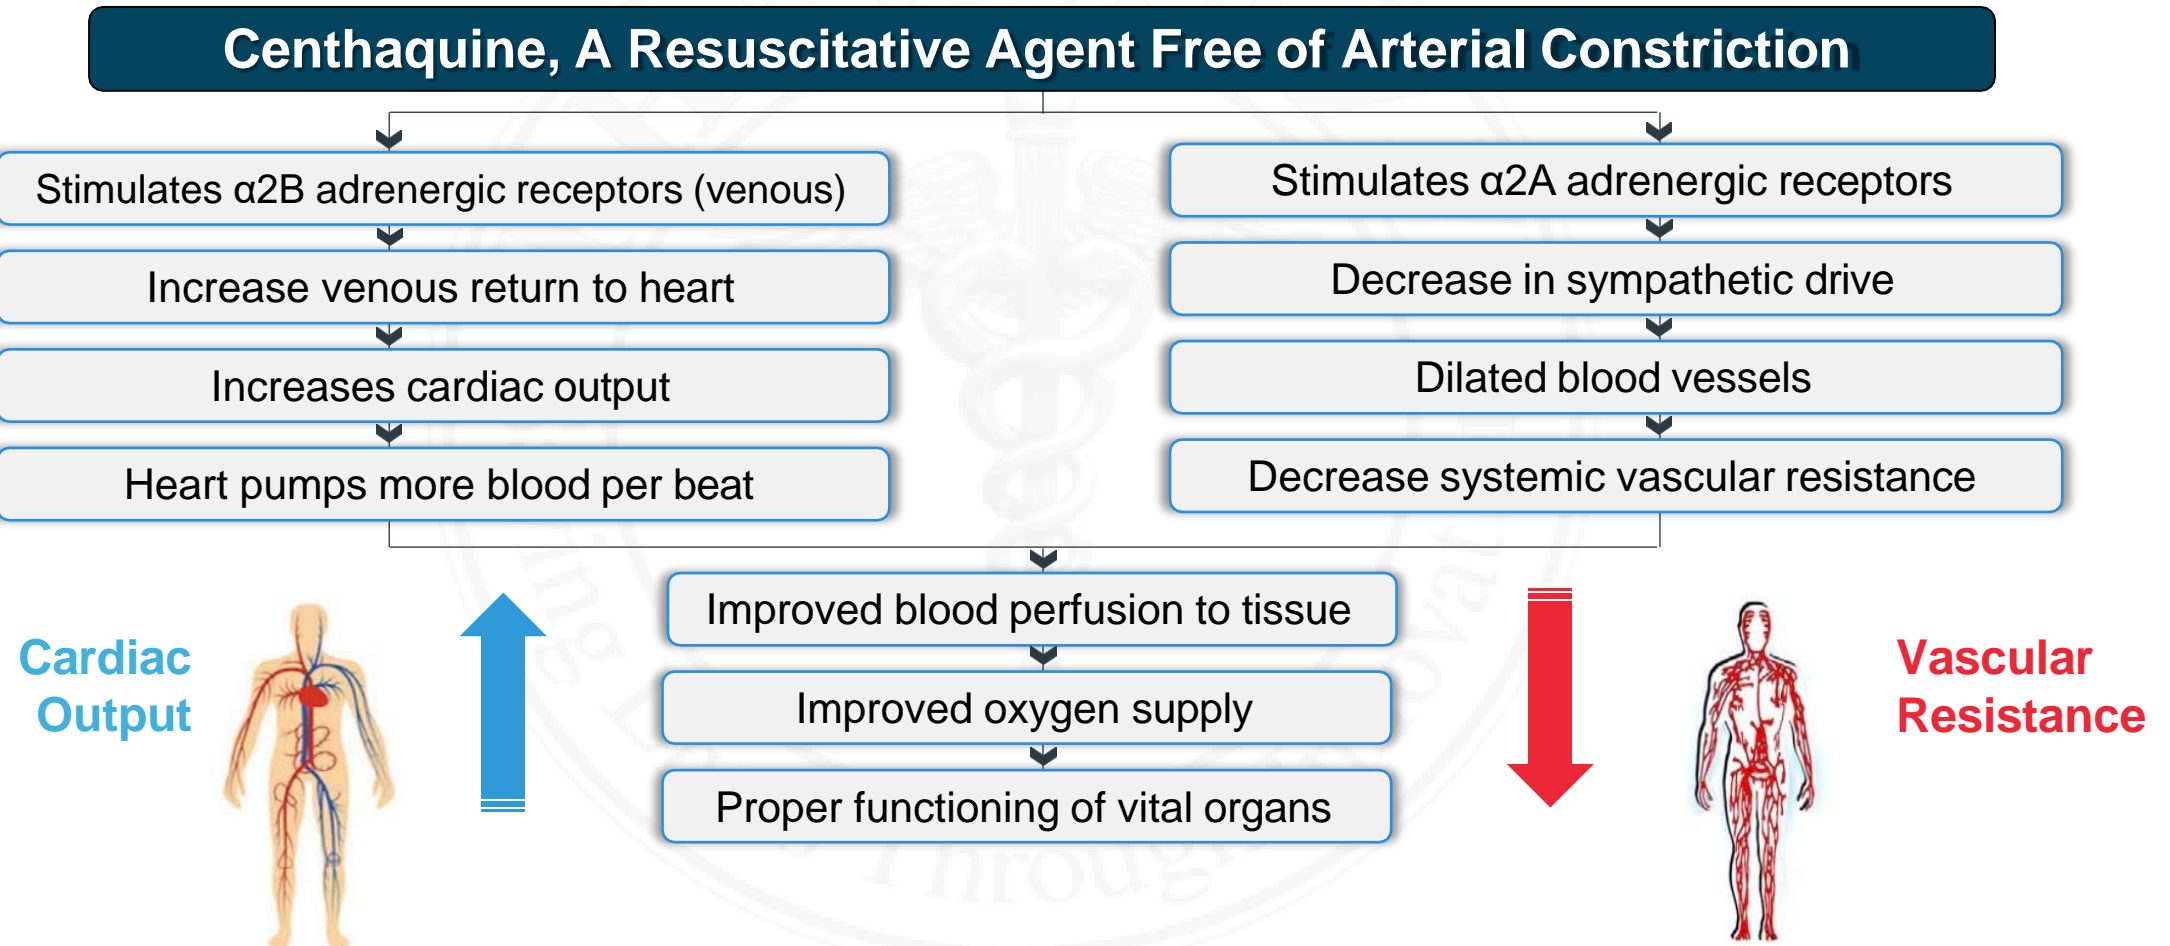 Centhaquine, A Resuscitative Agent Free of Arterial Constriction
Stimulates α2B adrenergic receptors (venous)
Increase venous return to heart
Increases cardiac output
Heart pumps more blood per beat
Stimulates α2A adrenergic receptors
Decrease in sympathetic drive
Dilated blood vessels
Decrease systemic vascular resistance
Improved blood perfusion to tissue
Improved oxygen supply
Proper functioning of vital organs
Cardiac
Output
Vascular
Resistance
Through